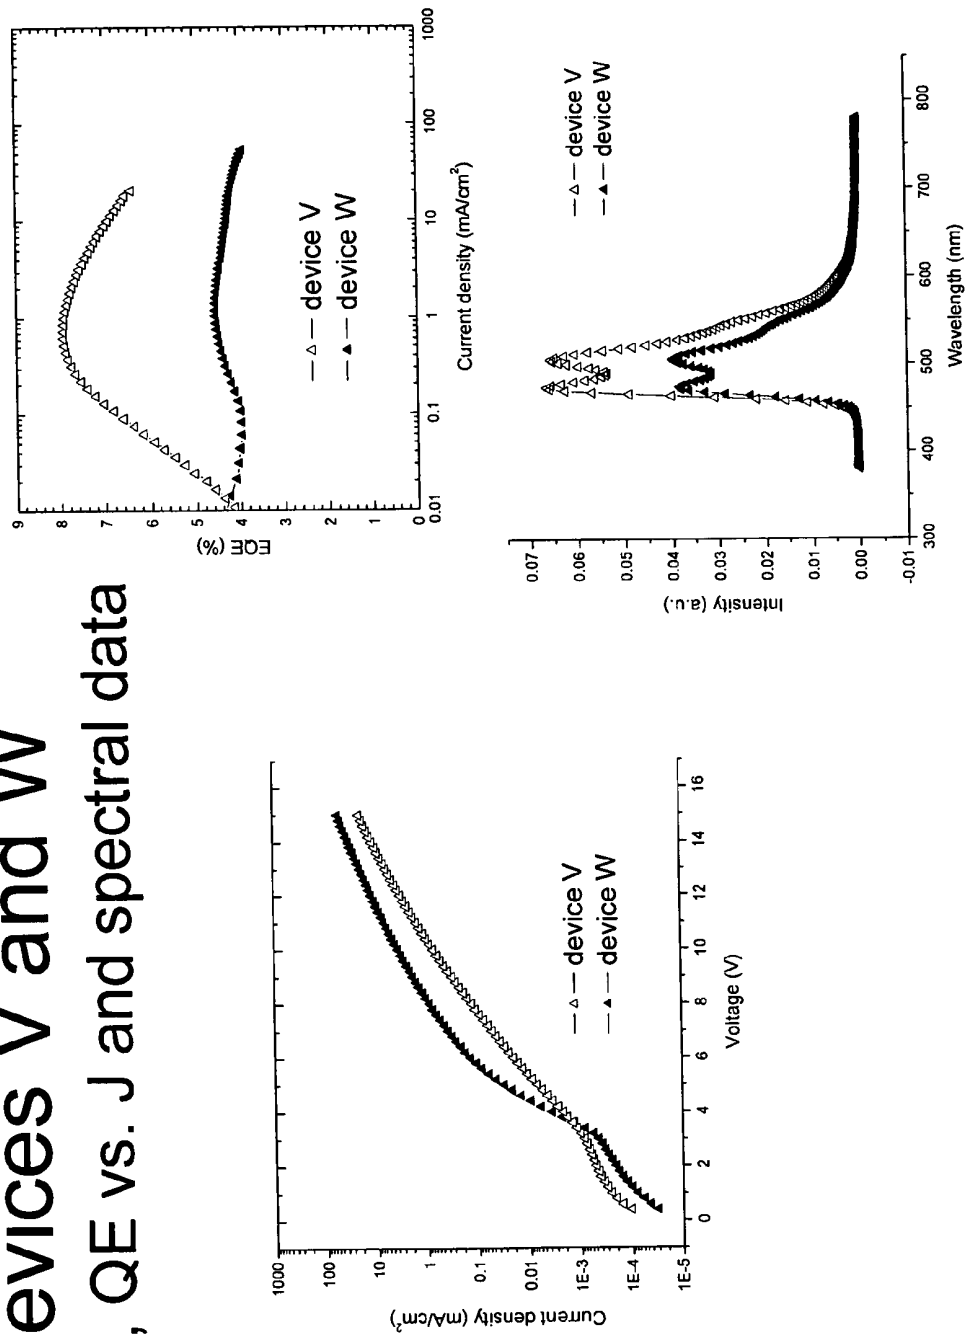 evices V and W
, QE vs. J and spectral data
1000
100
10
1
0.1
0.01
1E-3
1E-4
1E-5
Current density (mA/cm²)
0
2
4
6
8
10
12
14
16
Voltage (V)
—△— device V
—▲— device W
9
8
7
6
5
4
3
2
1
0
EQE (%)
0.01
0.1
1
10
100
1000
Current density (mA/cm²)
—△— device V
—▲— device W
0.07
0.06
0.05
0.04
0.03
0.02
0.01
0.00
-0.01
Intensity (a.u.)
300
400
500
600
700
800
Wavelength (nm)
—△— device V
—▲— device W